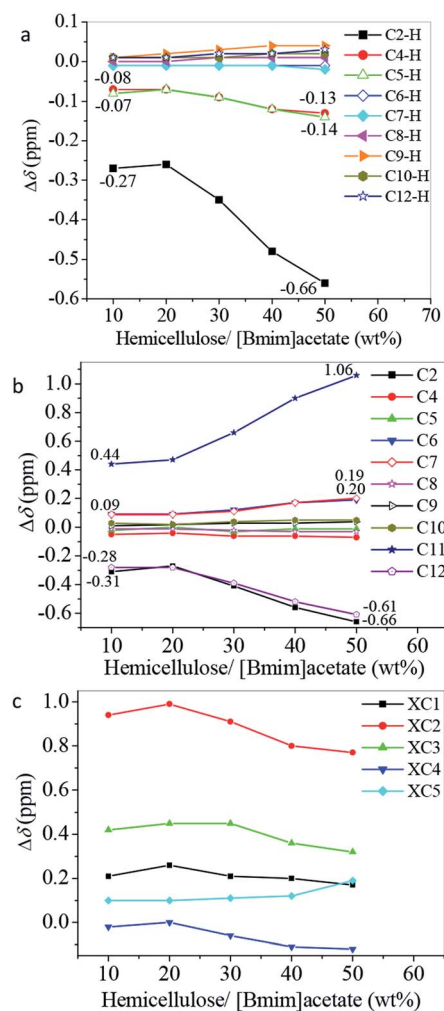 a
C2-H
C4-H
C5-H
C6-H
C7-H
C8-H
C9-H
C10-H
C12-H
Δδ(ppm)
0.1
0.0
-0.1
-0.2
-0.3
-0.4
-0.5
-0.6
-0.08
-0.07
-0.27
-0.13
-0.14
-0.66
10 20 30 40 50 60 70
Hemicellulose/ [Bmim]acetate (wt%)
b
C2
C4
C5
C6
C7
C8
C9
C10
C11
C12
Δδ(ppm)
1.0
0.8
0.6
0.4
0.2
0.0
-0.2
-0.4
-0.6
1.06
0.44
0.09
0.19
0.20
-0.28
-0.31
-0.61
-0.66
10 20 30 40 50 60
Hemicellulose/ [Bmim]acetate (wt%)
c
XC1
XC2
XC3
XC4
XC5
Δδ(ppm)
1.0
0.8
0.6
0.4
0.2
0.0
10 20 30 40 50 60
Hemicellulose/ [Bmim]acetate (wt%)